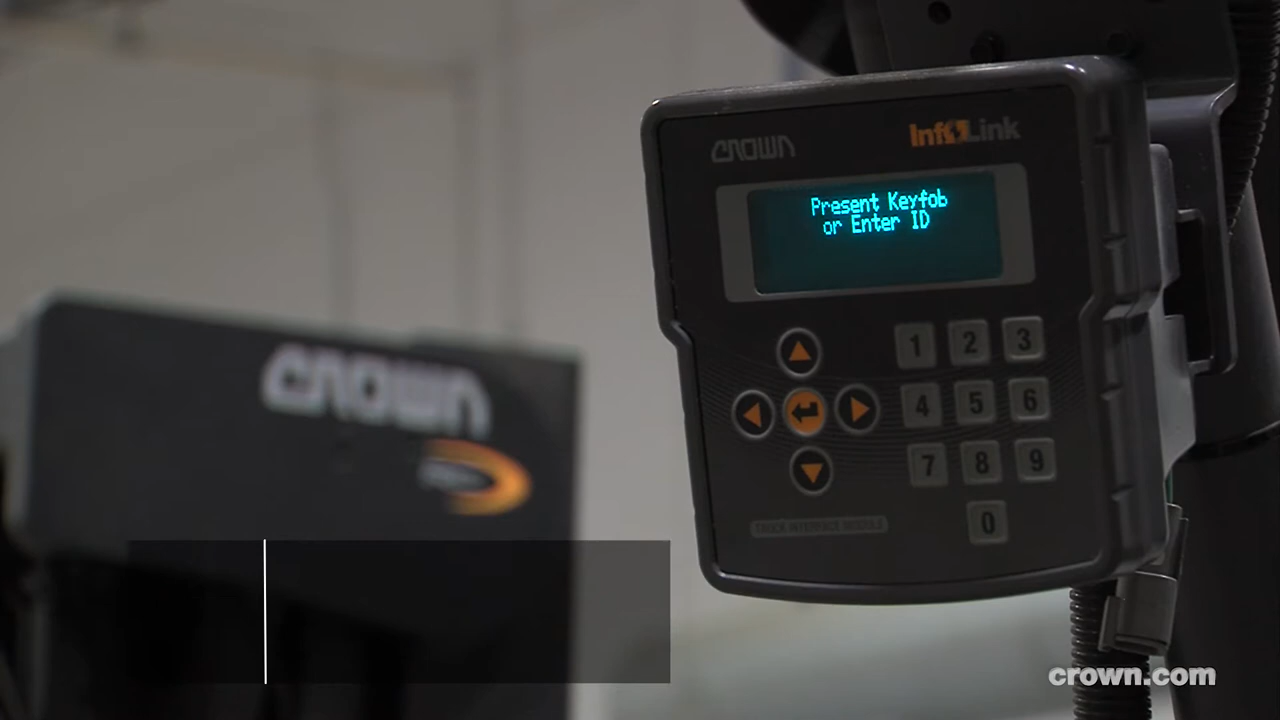 CROWN
InfoLink
Present Keyfob
or Enter ID
1 2 3
4 5 6
7 8 9
0
TRUCK INTERFACE MODULE
CROWN
crown.com